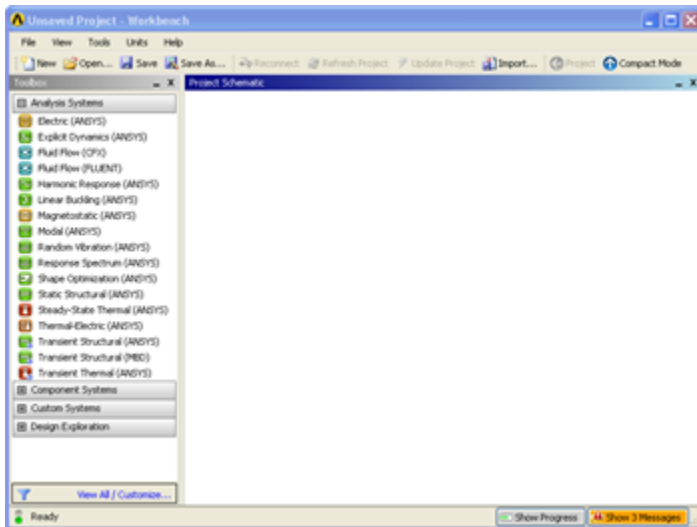 Unsaved Project - Workbench
File View Tools Units Help
New Open... Save Save As... Reconnect Refresh Project Update Project Import... Project Compact Mode
Toolbox
Project Schematic
Analysis Systems
Electric (ANSYS)
Explicit Dynamics (ANSYS)
Fluid Flow (CFX)
Fluid Flow (FLUENT)
Harmonic Response (ANSYS)
Linear Buckling (ANSYS)
Magnetostatic (ANSYS)
Modal (ANSYS)
Random Vibration (ANSYS)
Response Spectrum (ANSYS)
Shape Optimization (ANSYS)
Static Structural (ANSYS)
Steady-State Thermal (ANSYS)
Thermal-Electric (ANSYS)
Transient Structural (ANSYS)
Transient Structural (MBD)
Transient Thermal (ANSYS)
Component Systems
Custom Systems
Design Exploration
View All / Customize...
Ready
Show Progress
Show 3 Messages